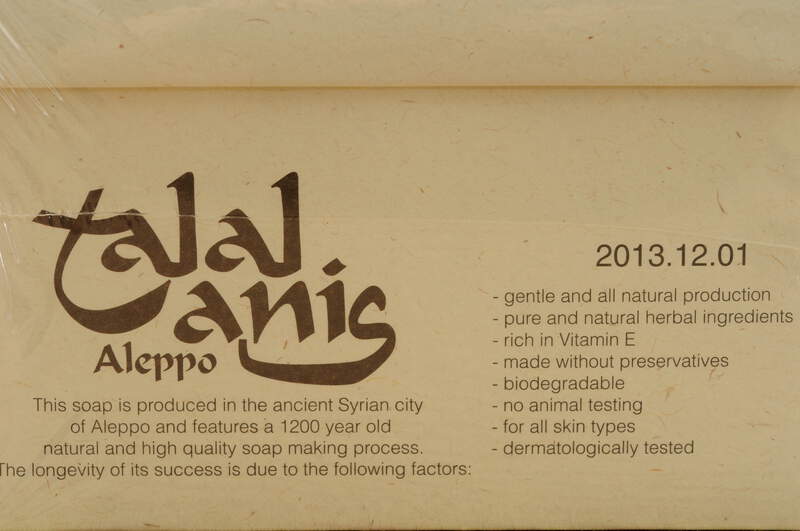 talal
anis
Aleppo
This soap is produced in the ancient Syrian city
of Aleppo and features a 1200 year old
natural and high quality soap making process.
The longevity of its success is due to the following factors:
2013.12.01
- gentle and all natural production
- pure and natural herbal ingredients
- rich in Vitamin E
- made without preservatives
- biodegradable
- no animal testing
- for all skin types
- dermatologically tested